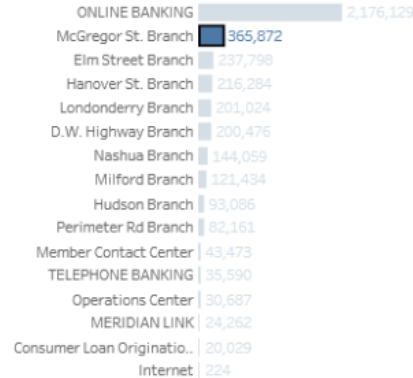 ONLINE BANKING 2,176,129
McGregor St. Branch 365,872
Elm Street Branch 237,798
Hanover St. Branch 216,284
Londonderry Branch 201,024
D.W. Highway Branch 200,476
Nashua Branch 144,059
Milford Branch 121,434
Hudson Branch 93,086
Perimeter Rd Branch 82,161
Member Contact Center 43,473
TELEPHONE BANKING 35,590
Operations Center 30,687
MERIDIAN LINK 24,262
Consumer Loan Originatio.. 20,029
Internet 224